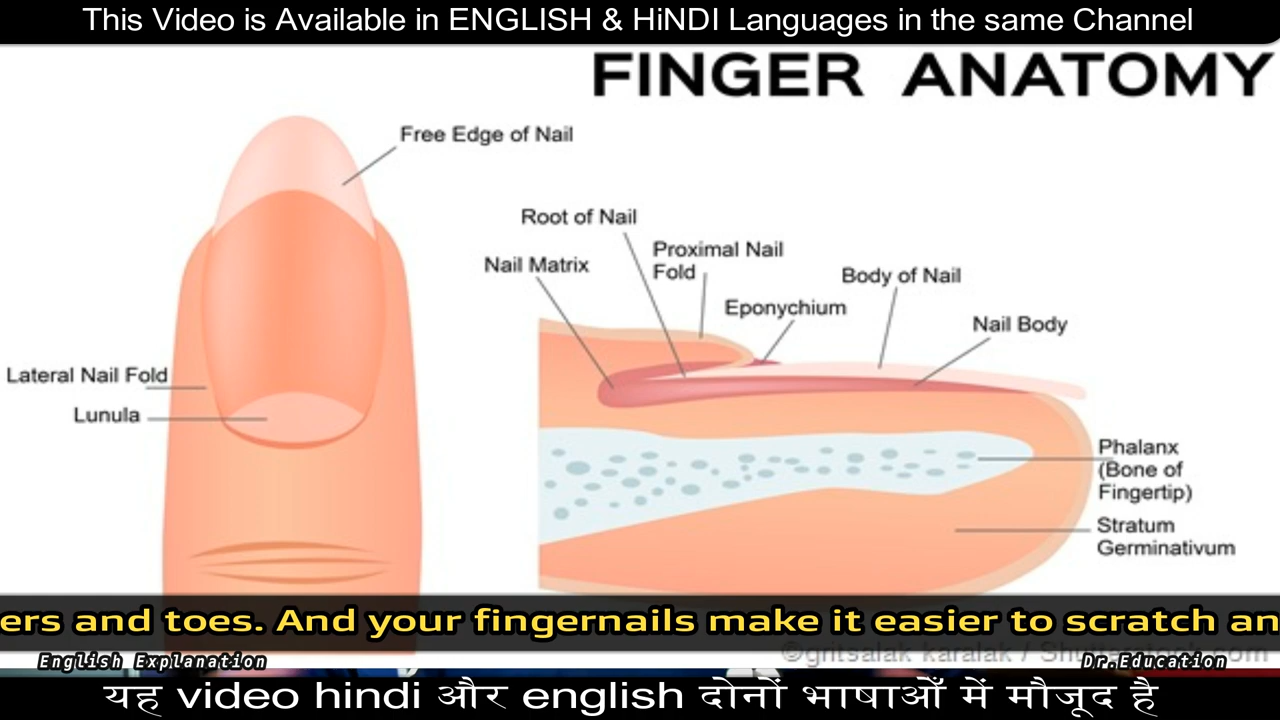 This Video is Available in ENGLISH & HiNDI Languages in the same Channel
FINGER ANATOMY
Free Edge of Nail
Root of Nail
Proximal Nail
Fold
Nail Matrix
Body of Nail
Eponychium
Nail Body
Lateral Nail Fold
Lunula
Phalanx
(Bone of
Fingertip)
Stratum
Germinativum
ers and toes. And your fingernails make it easier to scratch an
©gritsalak karalak /
English Explanation
Dr.Education
यह video hindi और english दोनों भाषाओं में मौजूद है